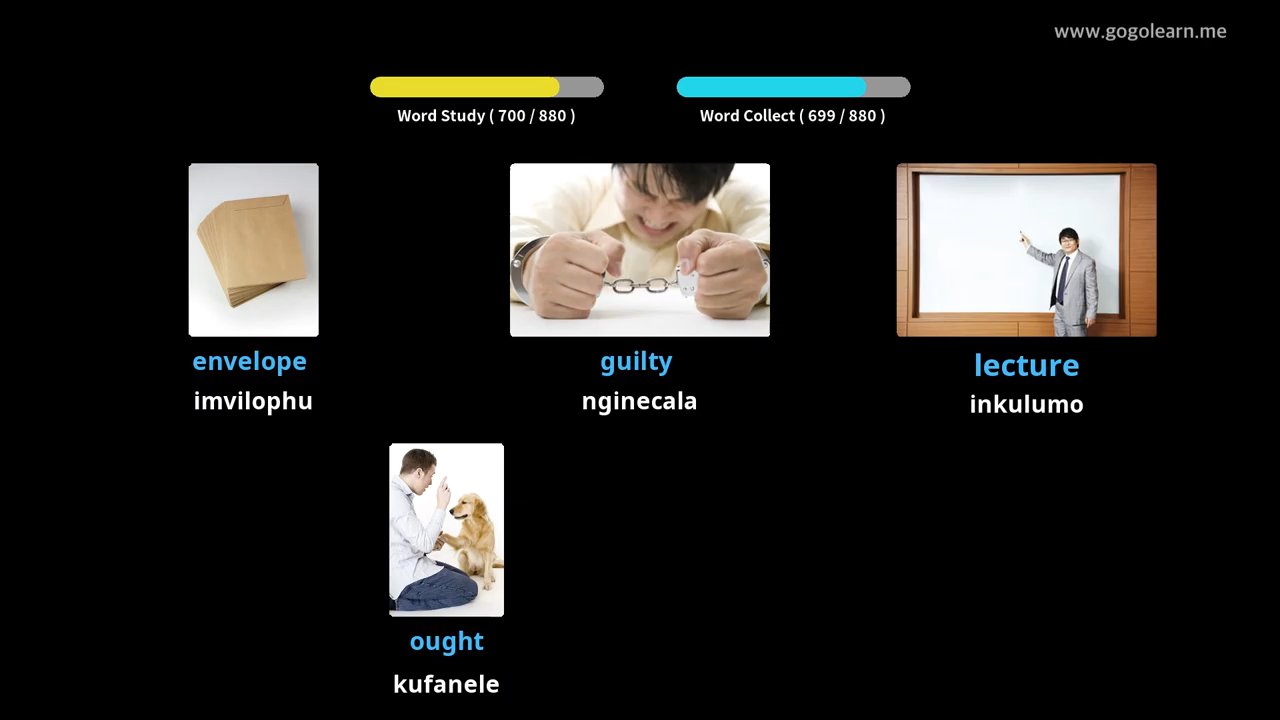 www.gogolearn.me
Word Study ( 700 / 880 )
Word Collect ( 699 / 880 )
envelope
imvilophu
guilty
nginecala
lecture
inkulumo
ought
kufanele